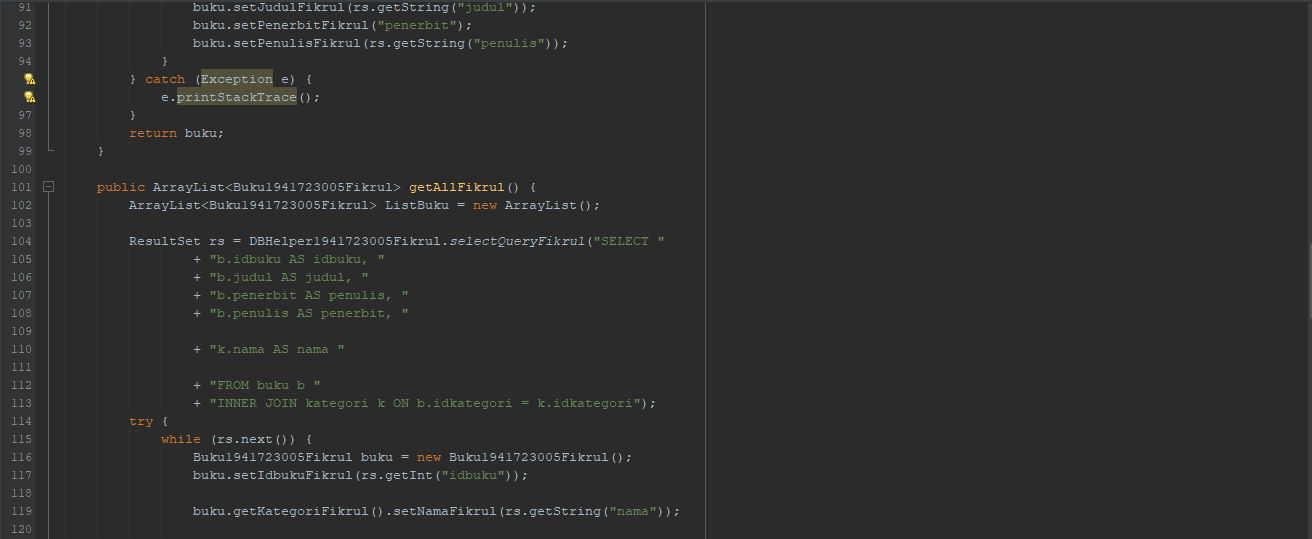 91 buku.setJudulFikrul(rs.getString("judul"));
92 buku.setPenerbitFikrul("penerbit");
93 buku.setPenulisFikrul(rs.getString("penulis"));
94 }
} catch (Exception e) {
e.printStackTrace();
97 }
98 return buku;
99 }
100
101 public ArrayList<Buku1941723005Fikrul> getAllFikrul() {
102 ArrayList<Buku1941723005Fikrul> ListBuku = new ArrayList();
103
104 ResultSet rs = DBHelper1941723005Fikrul.selectQueryFikrul("SELECT "
105 + "b.idbuku AS idbuku, "
106 + "b.judul AS judul, "
107 + "b.penerbit AS penulis, "
108 + "b.penulis AS penerbit, "
109
110 + "k.nama AS nama "
111
112 + "FROM buku b "
113 + "INNER JOIN kategori k ON b.idkategori = k.idkategori");
114 try {
115 while (rs.next()) {
116 Buku1941723005Fikrul buku = new Buku1941723005Fikrul();
117 buku.setIdbukuFikrul(rs.getInt("idbuku"));
118
119 buku.getKategoriFikrul().setNamaFikrul(rs.getString("nama"));
120